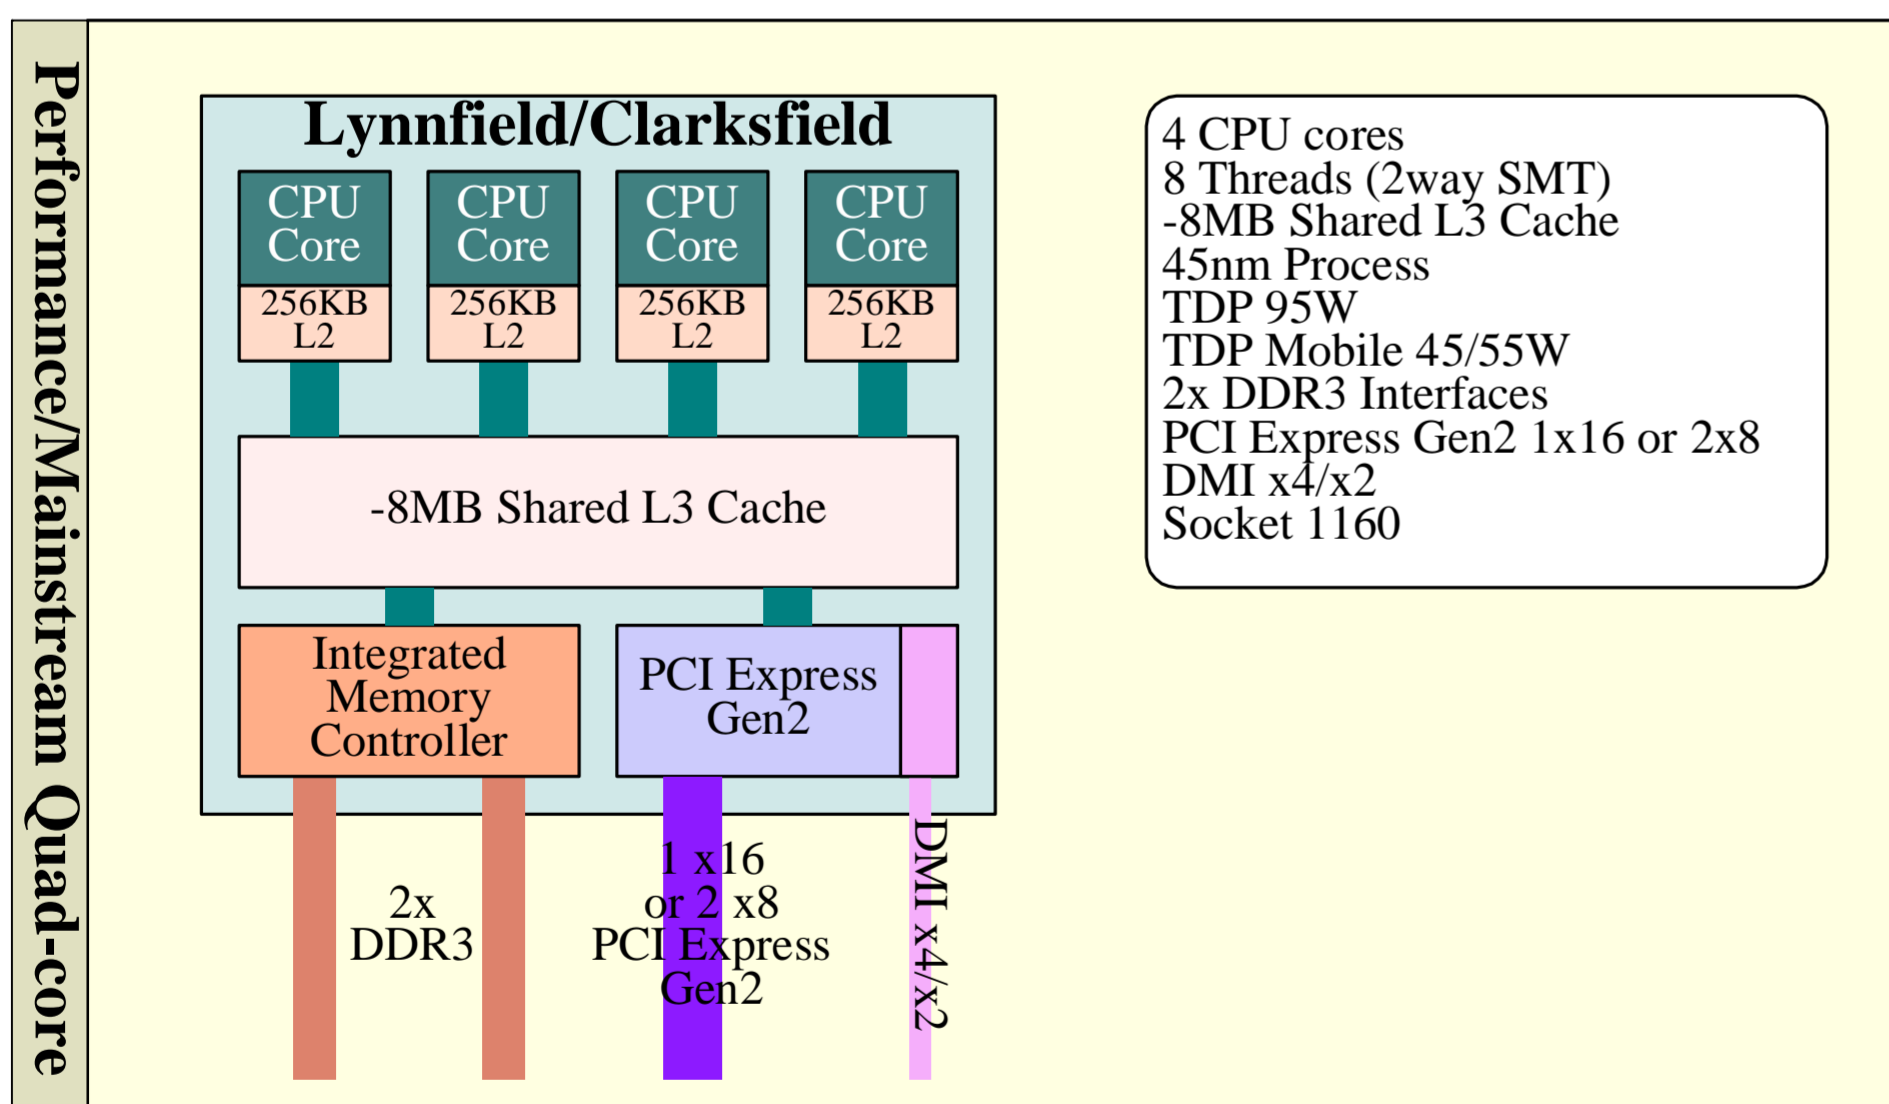 Performance/Mainstream Quad-core
Lynnfield/Clarksfield
CPU
Core
256KB
L2
CPU
Core
256KB
L2
CPU
Core
256KB
L2
CPU
Core
256KB
L2
-8MB Shared L3 Cache
Integrated
Memory
Controller
PCI Express
Gen2
2x
DDR3
1 x16
or 2 x8
PCI Express
Gen2
DMI x4/x2
4 CPU cores
8 Threads (2way SMT)
-8MB Shared L3 Cache
45nm Process
TDP 95W
TDP Mobile 45/55W
2x DDR3 Interfaces
PCI Express Gen2 1x16 or 2x8
DMI x4/x2
Socket 1160